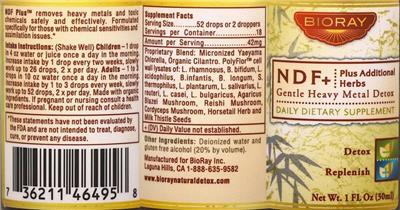 NDF Plus™ removes heavy metals and toxic
chemicals gently and effectively. Formulated
specifically for those with chemical sensitivities and
assimilation issues.*
Intake Instructions: (Shake Well) Children – 1 drop
in 4 oz water or juice once a day in the morning.
Increase intake by 1 drop every two weeks, slowly
work up to 26 drops, 2 x per day. Adults – 1 to 3
drops in 10 oz water once a day in the morning.
Increase intake by 1 to 3 drops every week, slowly
work up to 52 drops, 2 x per day. Made with organic
ingredients. If pregnant or nursing consult a health
care professional. Keep out of reach of children.
*These statements have not been evaluated by
the FDA and are not intended to treat, diagnose,
cure, or prevent any disease.
7 36211 46495 8
Supplement Facts
Serving Size 52 drops or 2 droppers
Servings per Container 18
Amount per Serving 42mg
Proprietary Blend: Micronized Yaeyama
Chlorella, Organic Cilantro. PolyFlor™ cell
wall lysates of: L. rhamnosus, B. bifidum, L.
acidophilus, B.infantis, B. longum, S.
thermophilus, L. plantarum, L. salivarius, L.
reuteri, L. casei, L. bulgaricus, Agaricus
Blazei Mushroom, Reishi Mushroom,
Cordyceps Mushroom, Horsetail Herb and
Milk Thistle Seeds
+ (DV) Daily Value not established.
Other Ingredients: Deionized water and
gluten free alcohol (20% by volume).
Manufactured for BioRay Inc.
Laguna Hills, CA 1-888-635-9582
www.bioraynaturaldetox.com
BIORAY
NDF+ Plus Additional
Herbs
Gentle Heavy Metal Detox
DAILY DIETARY SUPPLEMENT
Detox
Replenish
Net Wt. 1 Fl Oz (30ml)